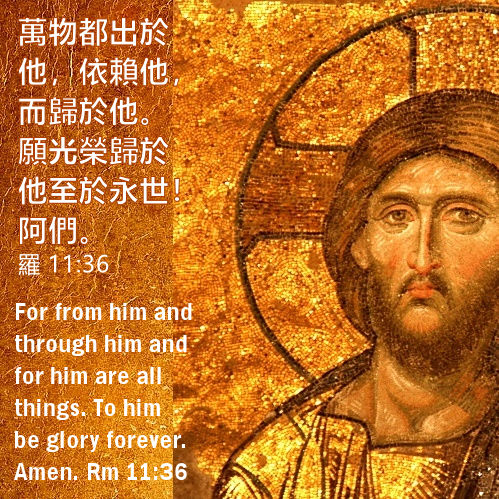 萬物都出於
他，依賴他，
而歸於他。
願光榮歸於
他至於永世！
阿們。
羅 11:36
For from him and
through him and
for him are all
things. To him
be glory forever.
Amen. Rm 11:36